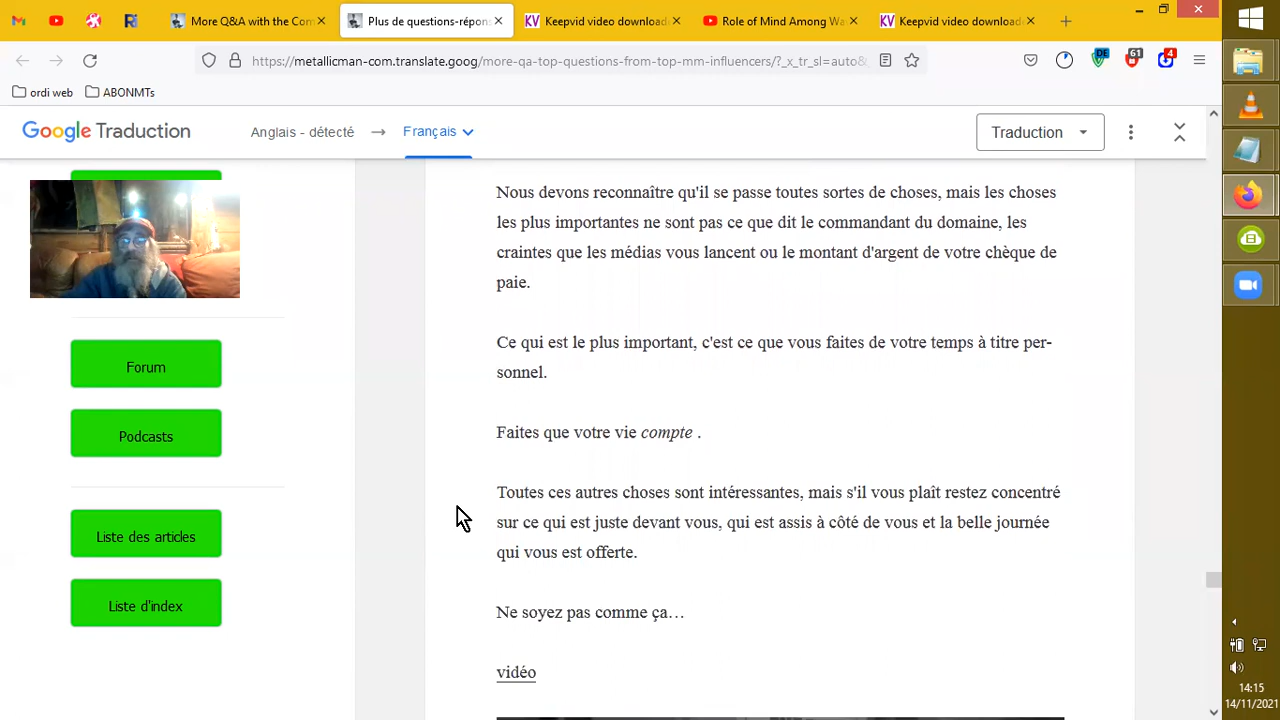 More Q&A with the Com
Plus de questions-répons
Keepvid video download
Role of Mind Among Wa
Keepvid video download
https://metallicman-com.translate.goog/more-qa-top-questions-from-top-mm-influencers/?_x_tr_sl=auto&
DE
61
4
ordi web
ABONMTs
Google Traduction
Anglais - détecté
Français
Traduction
Nous devons reconnaître qu'il se passe toutes sortes de choses, mais les choses
les plus importantes ne sont pas ce que dit le commandant du domaine, les
craintes que les médias vous lancent ou le montant d'argent de votre chèque de
paie.
Ce qui est le plus important, c'est ce que vous faites de votre temps à titre per-
sonnel.
Faites que votre vie compte .
Toutes ces autres choses sont intéressantes, mais s'il vous plaît restez concentré
sur ce qui est juste devant vous, qui est assis à côté de vous et la belle journée
qui vous est offerte.
Ne soyez pas comme ça…
vidéo
Forum
Podcasts
Liste des articles
Liste d'index
14:15
14/11/2021